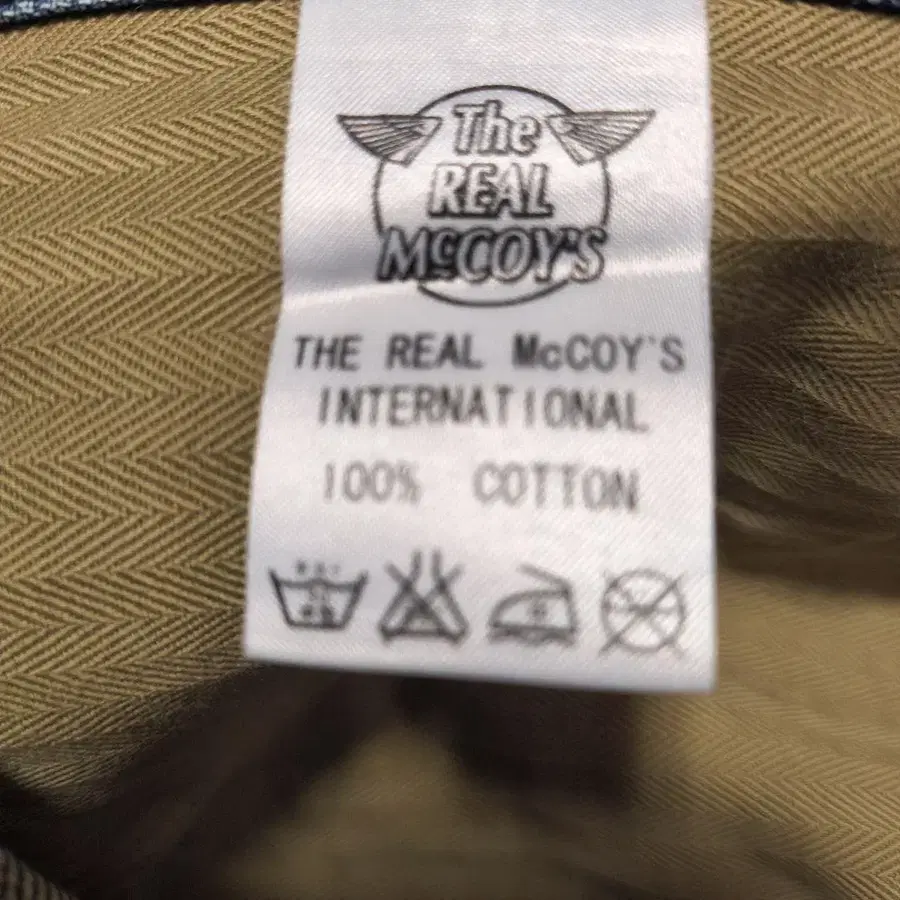 The
REAL
McCOY'S
THE REAL McCOY'S
INTERNATIONAL
100% COTTON